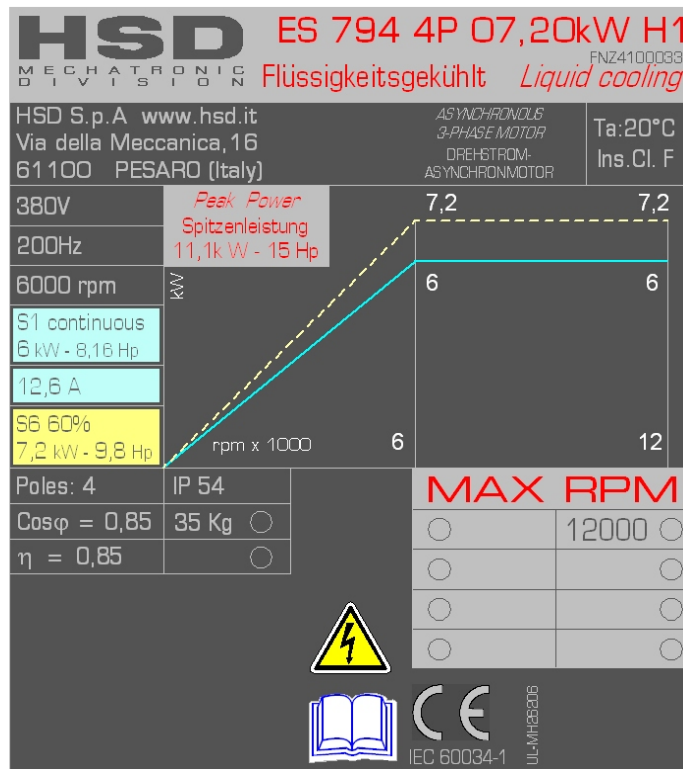 HSD
MECHATRONIC
DIVISION
ES 794 4P 07,20kW H1
FNZ4100033
Flüssigkeitsgekühlt Liquid cooling
HSD S.p.A www.hsd.it
Via della Meccanica,16
61100 PESARO (Italy)
ASYNCHRONOUS
3-PHASE MOTOR
DREHSTROM-
ASYNCHRONMOTOR
Ta:20°C
Ins.Cl. F
380V
200Hz
6000 rpm
S1 continuous
6 kW - 8,16 Hp
12,6 A
S6 60%
7,2 kW - 9,8 Hp
Peak Power
Spitzenleistung
11,1k W - 15 Hp
kW
7,2 7,2
6 6
rpm x 1000 6 12
Poles: 4 IP 54
Cosφ = 0,85 35 Kg
η = 0,85
MAX RPM
12000
CE
IEC 60034-1
UL-MH26206